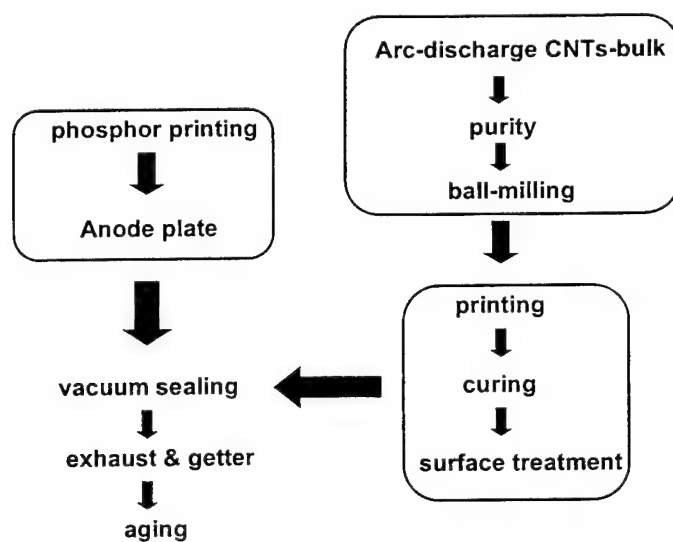 Arc-discharge CNTs-bulk
purity
ball-milling
phosphor printing
Anode plate
printing
curing
surface treatment
vacuum sealing
exhaust & getter
aging